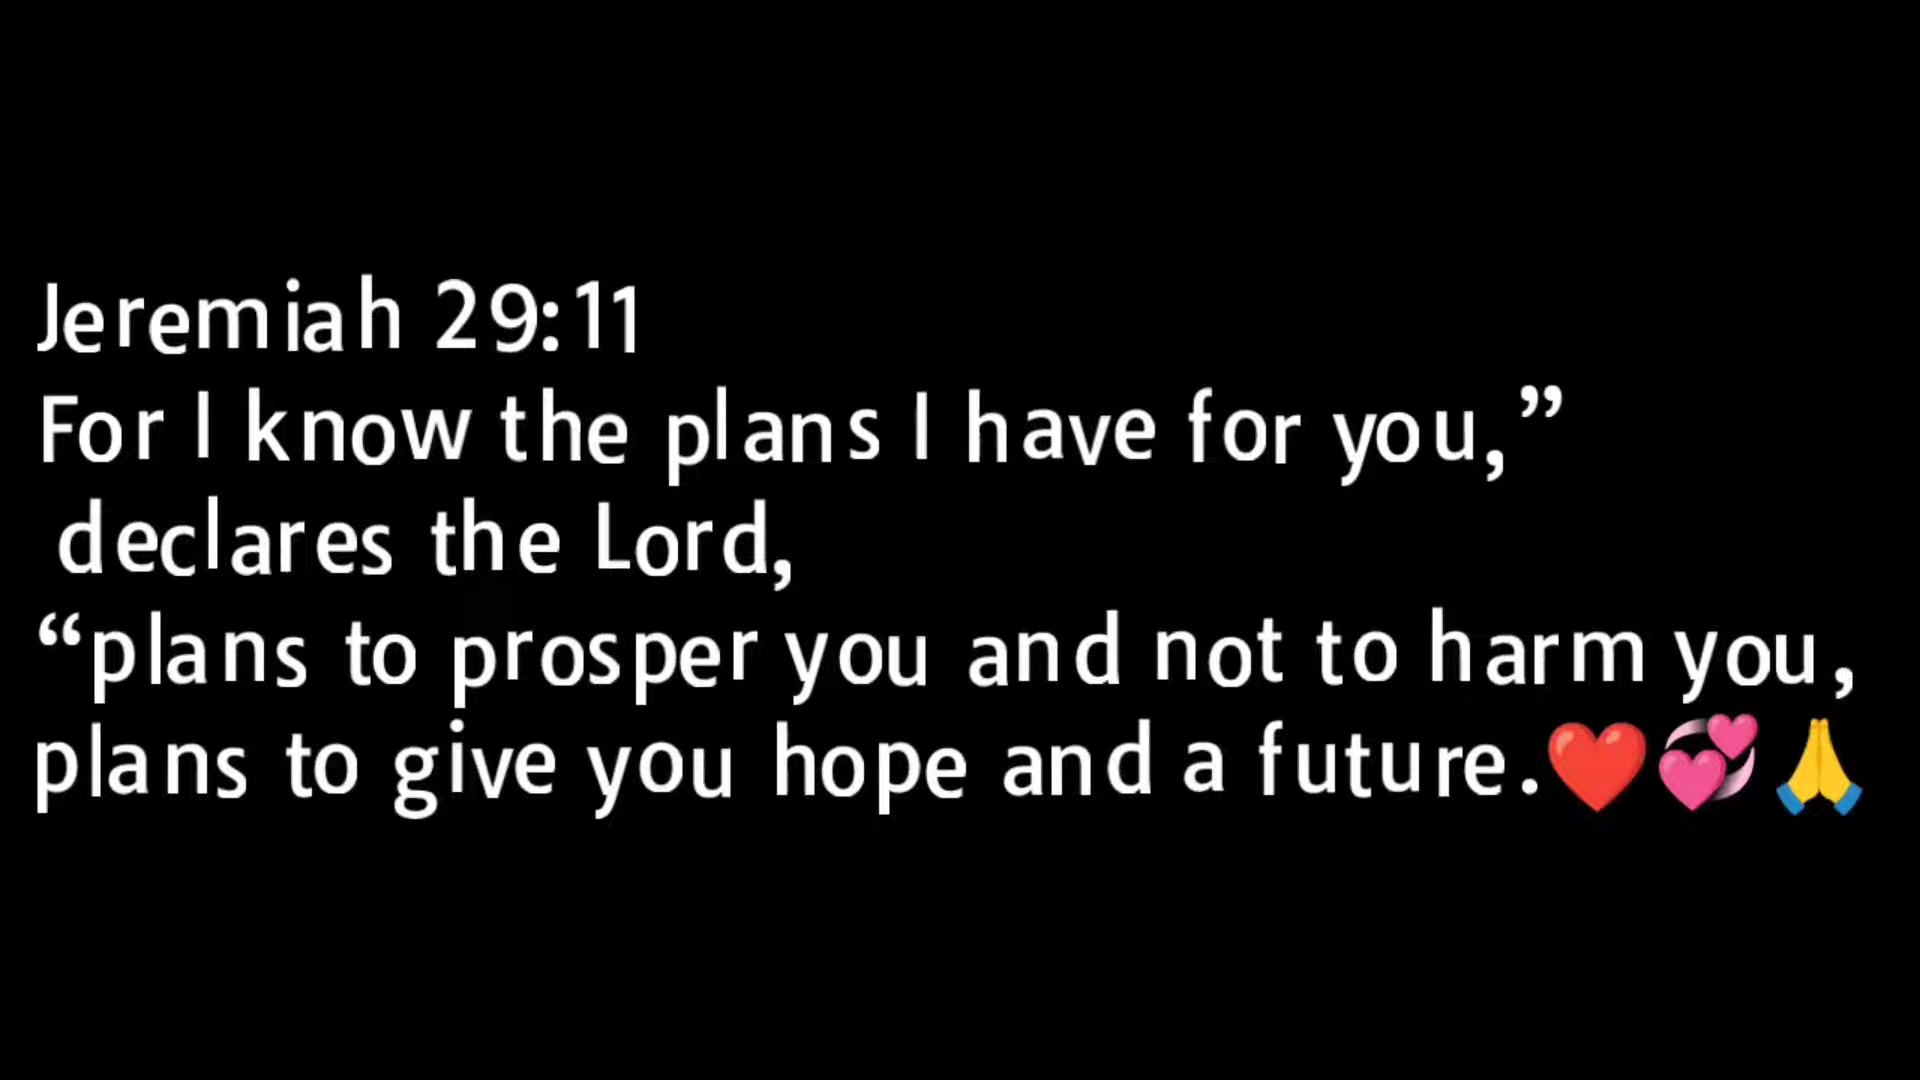 Jeremiah 29:11
For I know the plans I have for you,”
declares the Lord,
“plans to prosper you and not to harm you,
plans to give you hope and a future.❤️💞🙏